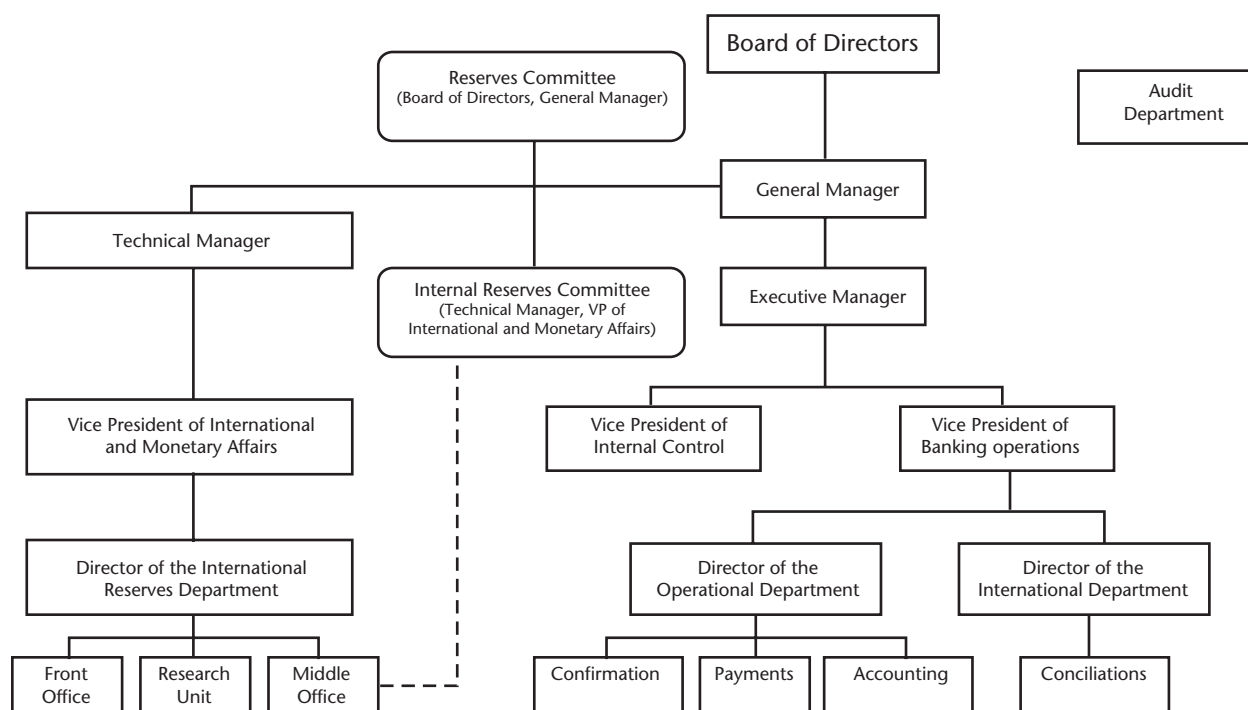 Board of Directors
Reserves Committee
(Board of Directors, General Manager)
Audit
Department
General Manager
Technical Manager
Internal Reserves Committee
(Technical Manager, VP of
International and Monetary Affairs)
Executive Manager
Vice President of International
and Monetary Affairs
Vice President of
Internal Control
Vice President of
Banking operations
Director of the International
Reserves Department
Director of the
Operational Department
Director of the
International Department
Front
Office
Research
Unit
Middle
Office
Confirmation
Payments
Accounting
Conciliations